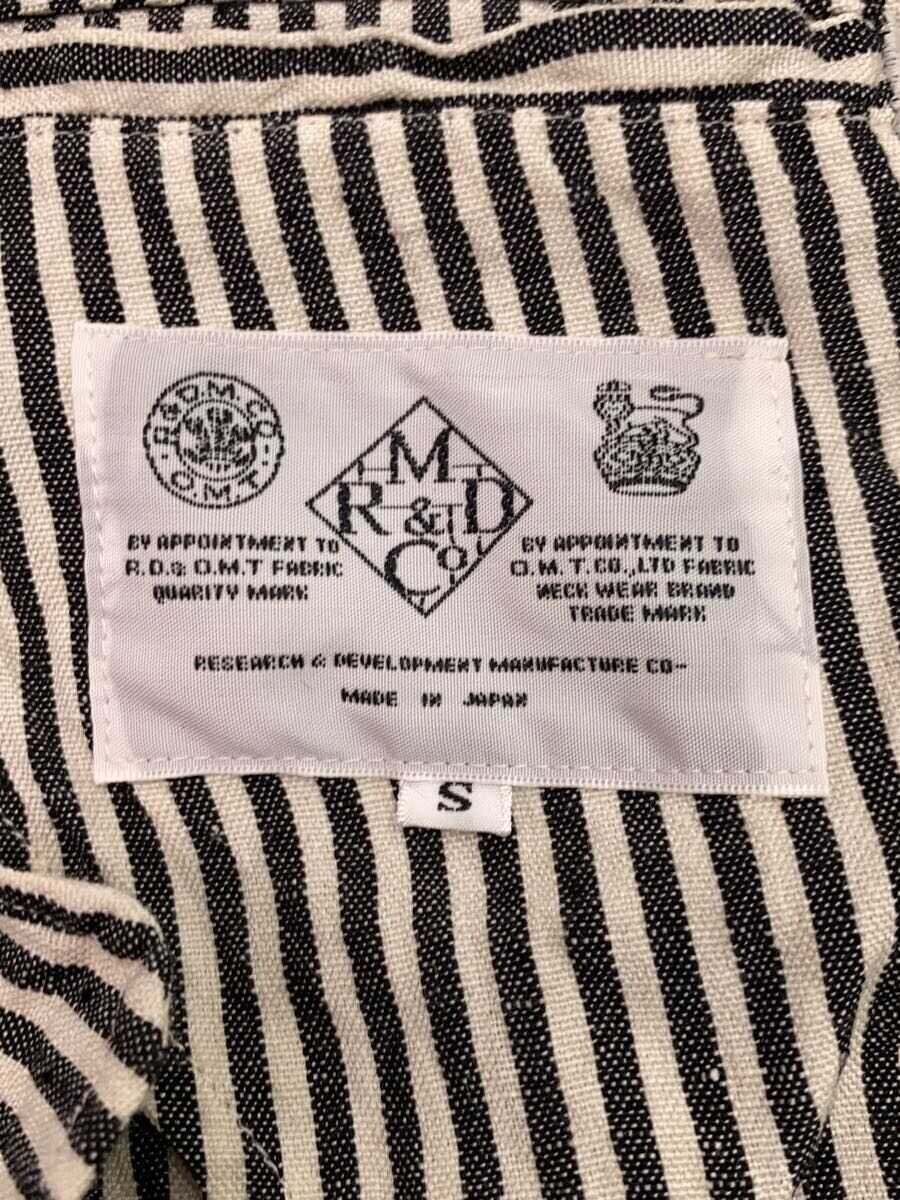 R.&D.M.CO
O.M.T.
M
R & D
Co
BY APPOINTMENT TO
R.D.& O.M.T FABRIC
QUARITY MARK
BY APPOINTMENT TO
O.M.T.CO.,LTD FABRIC
NECK WEAR BRAND
TRADE MARK
RESEARCH & DEVELOPMENT MANUFACTURE CO-
MADE IN JAPAN
S